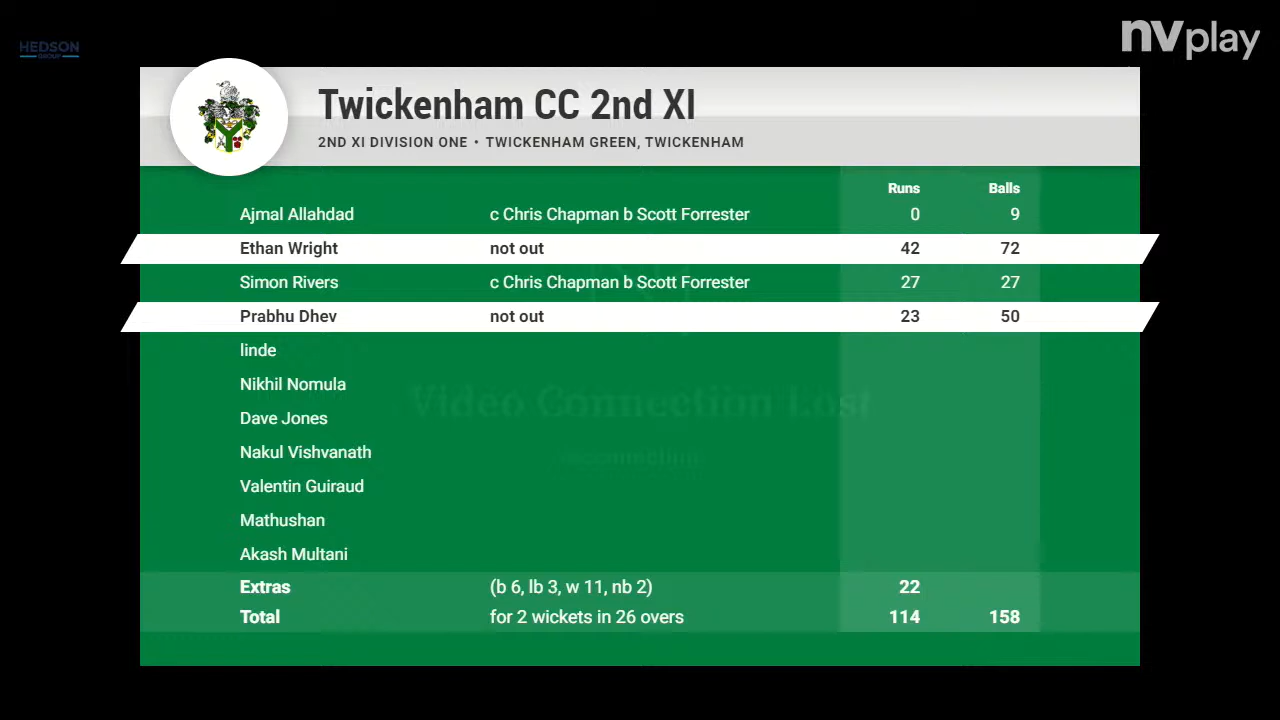 HEDSON
GROUP
nvplay
Twickenham CC 2nd XI
2ND XI DIVISION ONE • TWICKENHAM GREEN, TWICKENHAM
Runs Balls
Ajmal Allahdad c Chris Chapman b Scott Forrester 0 9
Ethan Wright not out 42 72
Simon Rivers c Chris Chapman b Scott Forrester 27 27
Prabhu Dhev not out 23 50
linde
Nikhil Nomula
Video Connection Lost
Dave Jones
Nakul Vishvanath
Valentin Guiraud
Mathushan
Akash Multani
Extras (b 6, lb 3, w 11, nb 2) 22
Total for 2 wickets in 26 overs 114 158